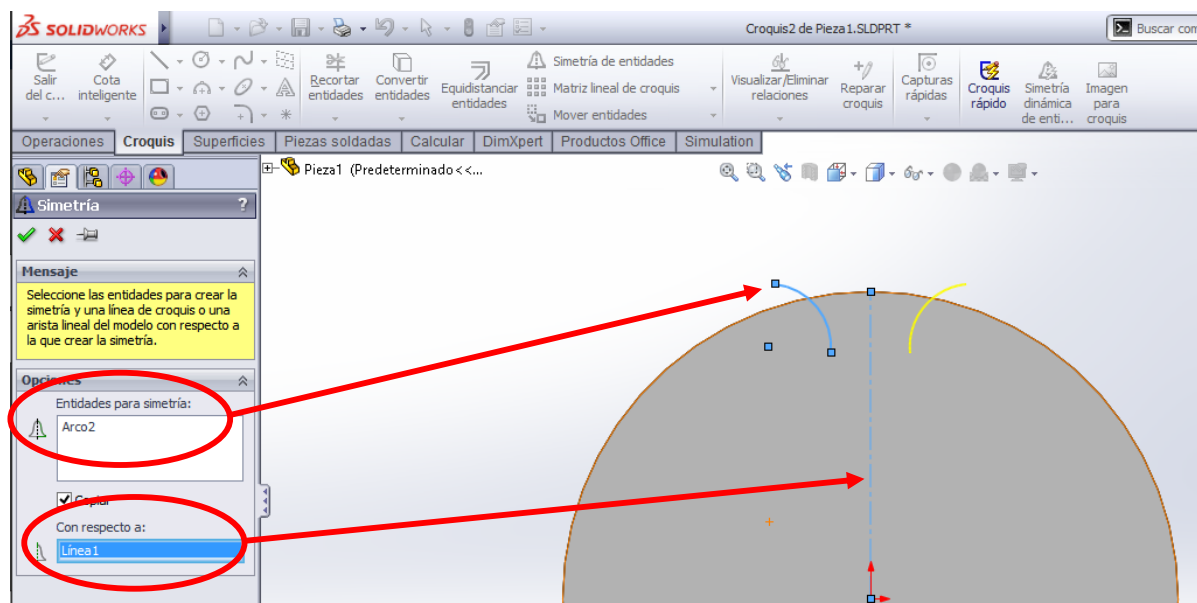 SOLIDWORKS
Croquis2 de Pieza1.SLDPRT *
Buscar com
Salir
del c...
Cota
inteligente
Recortar
entidades
Convertir
entidades
Equidistanciar
entidades
Simetría de entidades
Matriz lineal de croquis
Mover entidades
Visualizar/Eliminar
relaciones
Reparar
croquis
Capturas
rápidas
Croquis
rápido
Simetría
dinámica
de enti...
Imagen
para
croquis
Operaciones Croquis Superficies Piezas soldadas Calcular DimXpert Productos Office Simulation
Pieza1 (Predeterminado<<...
Simetría ?
Mensaje
Seleccione las entidades para crear la
simetría y una línea de croquis o una
arista lineal del modelo con respecto a
la que crear la simetría.
Opciones
Entidades para simetría:
Arco2
Copiar
Con respecto a:
Línea1